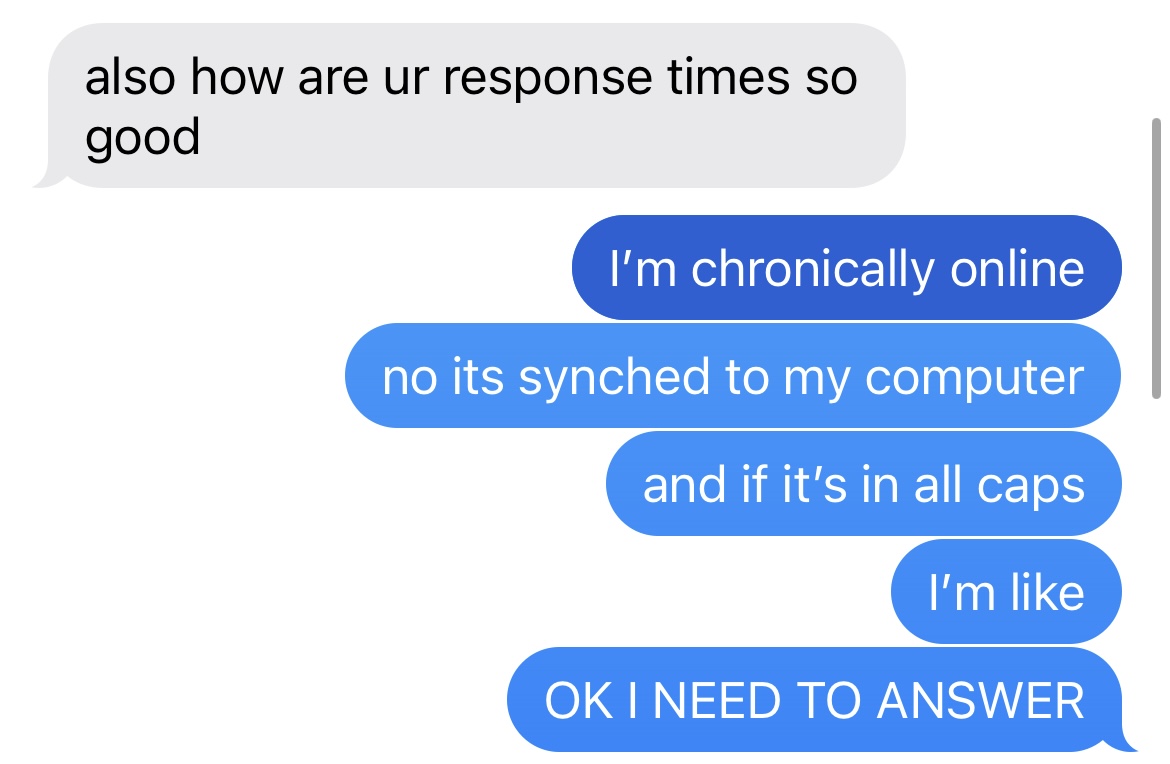 also how are ur response times so
good
I’m chronically online
no its synched to my computer
and if it’s in all caps
I’m like
OK I NEED TO ANSWER